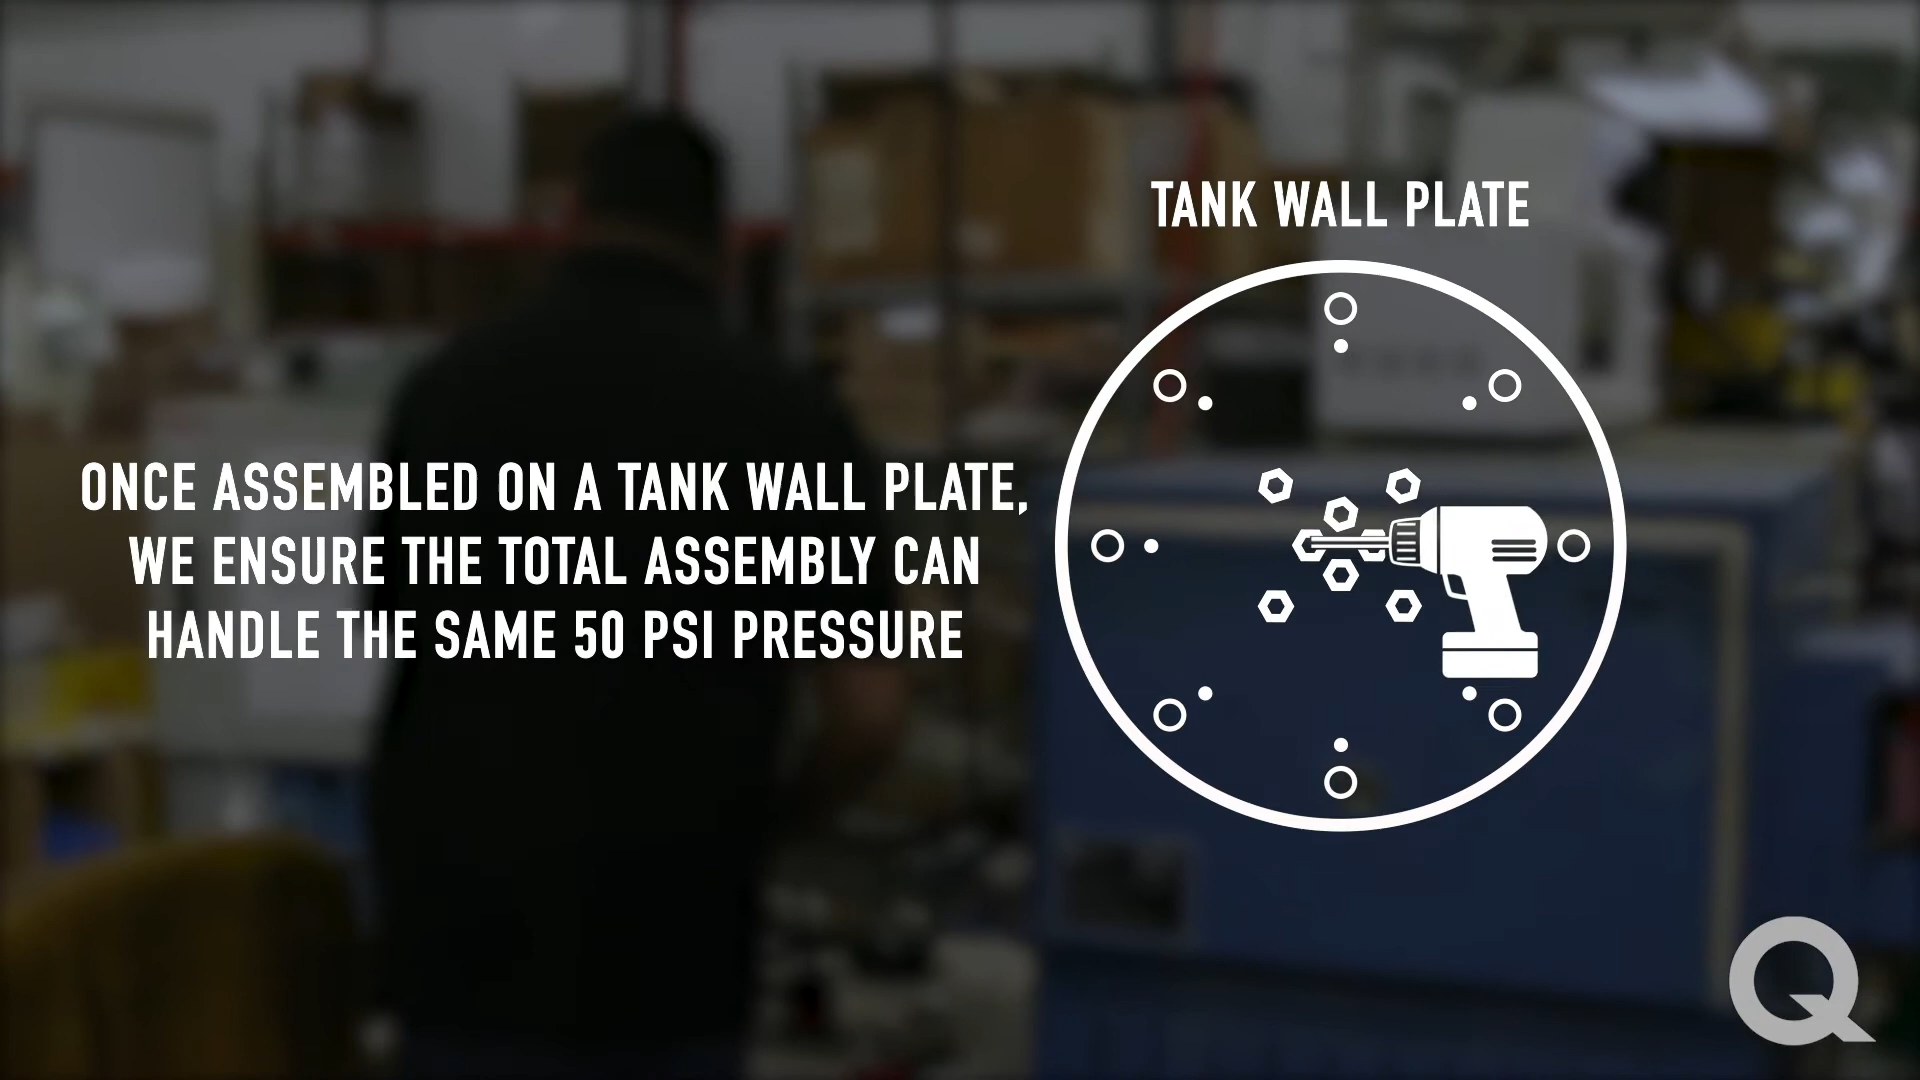 TANK WALL PLATE
ONCE ASSEMBLED ON A TANK WALL PLATE,
WE ENSURE THE TOTAL ASSEMBLY CAN
HANDLE THE SAME 50 PSI PRESSURE
Q